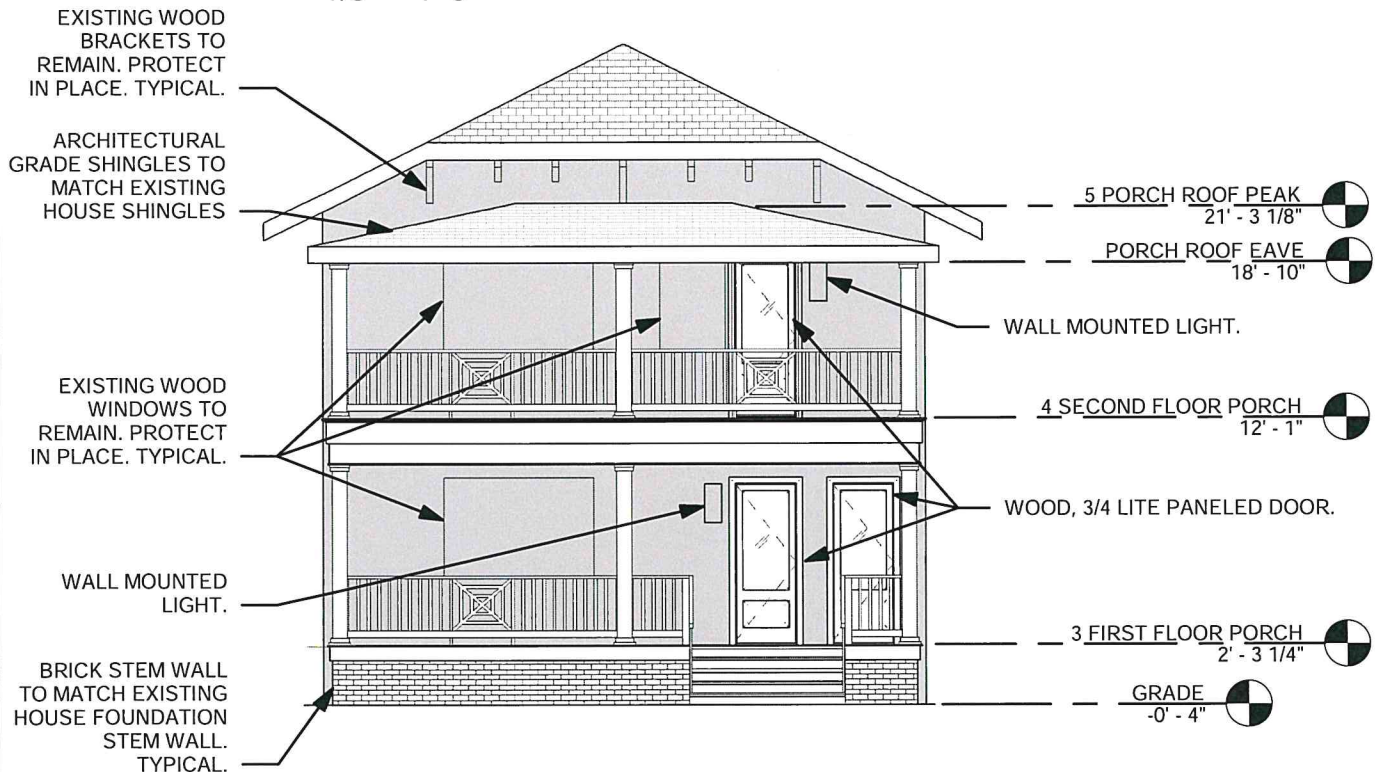 EXISTING WOOD
BRACKETS TO
REMAIN. PROTECT
IN PLACE. TYPICAL.
ARCHITECTURAL
GRADE SHINGLES TO
MATCH EXISTING
HOUSE SHINGLES
EXISTING WOOD
WINDOWS TO
REMAIN. PROTECT
IN PLACE. TYPICAL.
WALL MOUNTED
LIGHT.
BRICK STEM WALL
TO MATCH EXISTING
HOUSE FOUNDATION
STEM WALL.
TYPICAL.
5 PORCH ROOF PEAK
21' - 3 1/8"
PORCH ROOF EAVE
18' - 10"
WALL MOUNTED LIGHT.
4 SECOND FLOOR PORCH
12' - 1"
WOOD, 3/4 LITE PANELED DOOR.
3 FIRST FLOOR PORCH
2' - 3 1/4"
GRADE
-0' - 4"